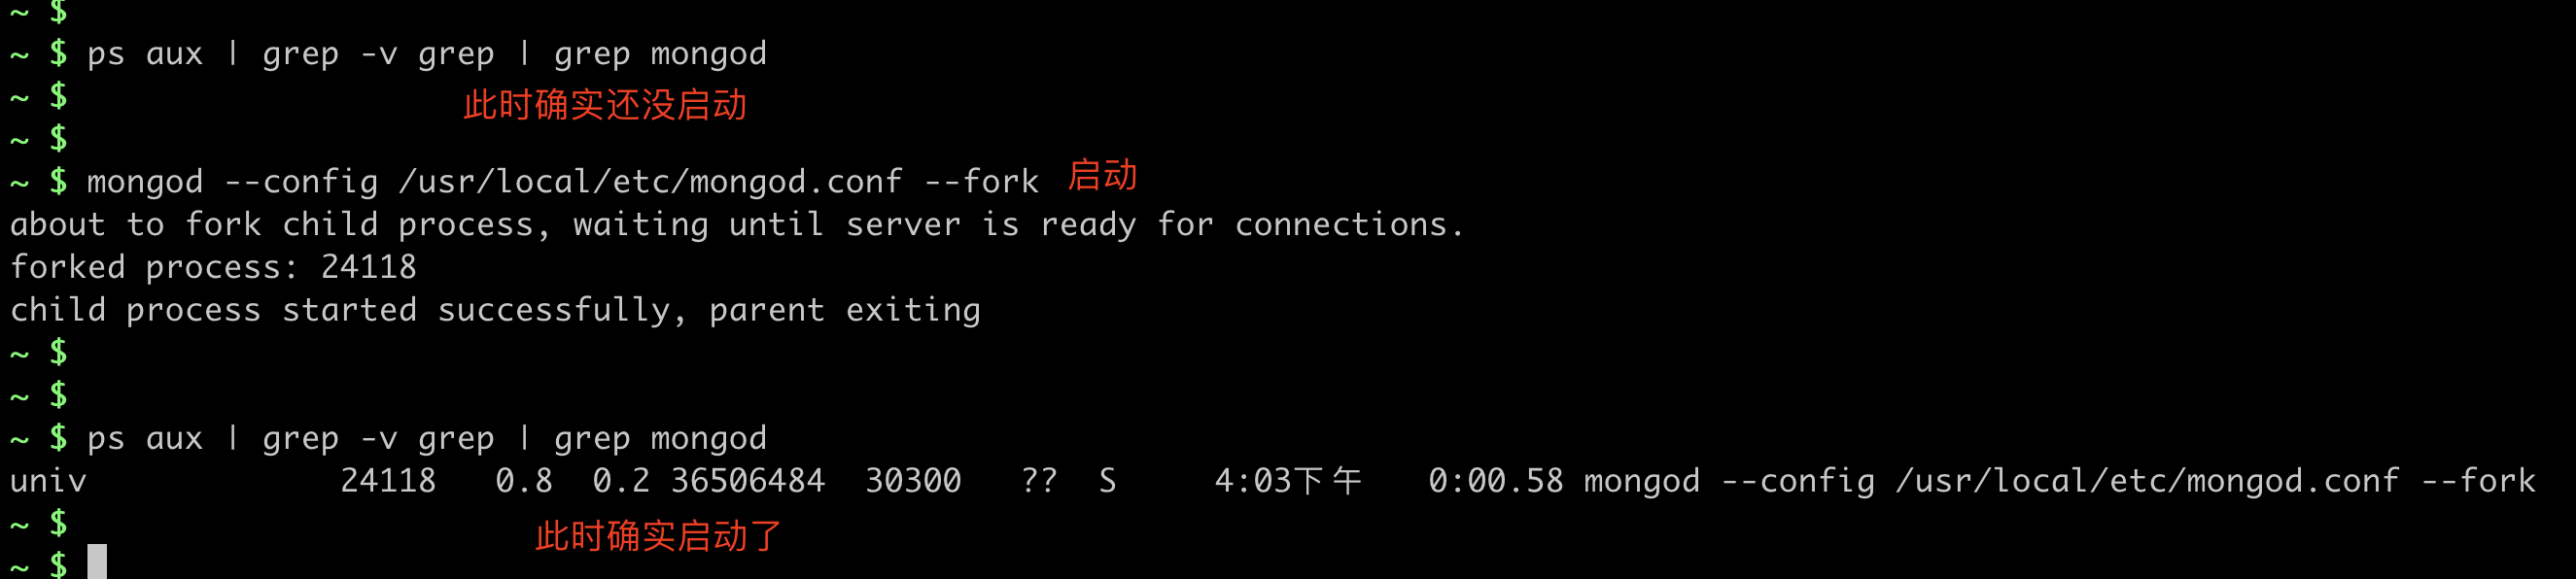 ~ $
~ $ ps aux | grep -v grep | grep mongod
~ $
此时确实还没启动
~ $
~ $ mongod --config /usr/local/etc/mongod.conf --fork 启动
about to fork child process, waiting until server is ready for connections.
forked process: 24118
child process started successfully, parent exiting
~ $
~ $
~ $ ps aux | grep -v grep | grep mongod
univ 24118 0.8 0.2 36506484 30300 ?? S 4:03下午 0:00.58 mongod --config /usr/local/etc/mongod.conf --fork
~ $
此时确实启动了
~ $